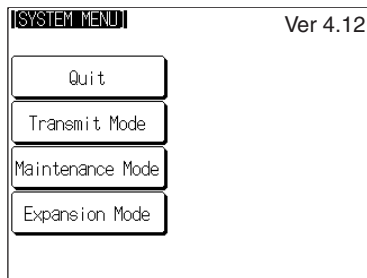 [SYSTEM MENU]
Ver 4.12
Quit
Transmit Mode
Maintenance Mode
Expansion Mode